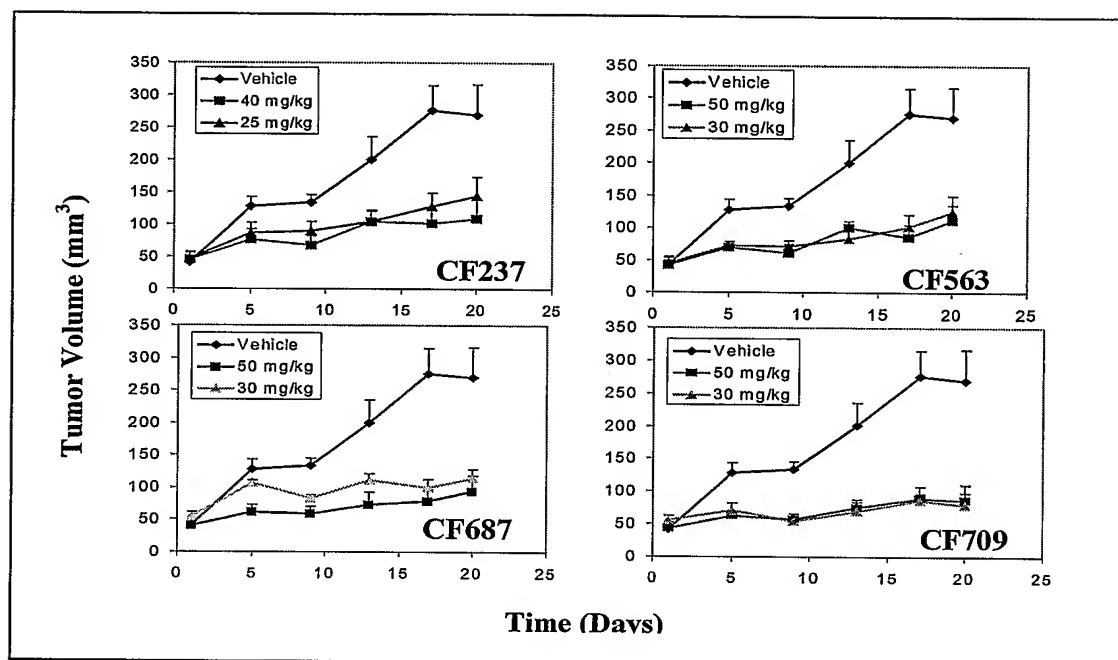 Tumor Volume (mm³)
350
300
250
200
150
100
50
0
Vehicle
40 mg/kg
25 mg/kg
CF237
0 5 10 15 20 25
350
300
250
200
150
100
50
0
Vehicle
50 mg/kg
30 mg/kg
CF563
0 5 10 15 20 25
350
300
250
200
150
100
50
0
Vehicle
50 mg/kg
30 mg/kg
CF687
0 5 10 15 20 25
350
300
250
200
150
100
50
0
Vehicle
50 mg/kg
30 mg/kg
CF709
0 5 10 15 20 25
Time (Days)